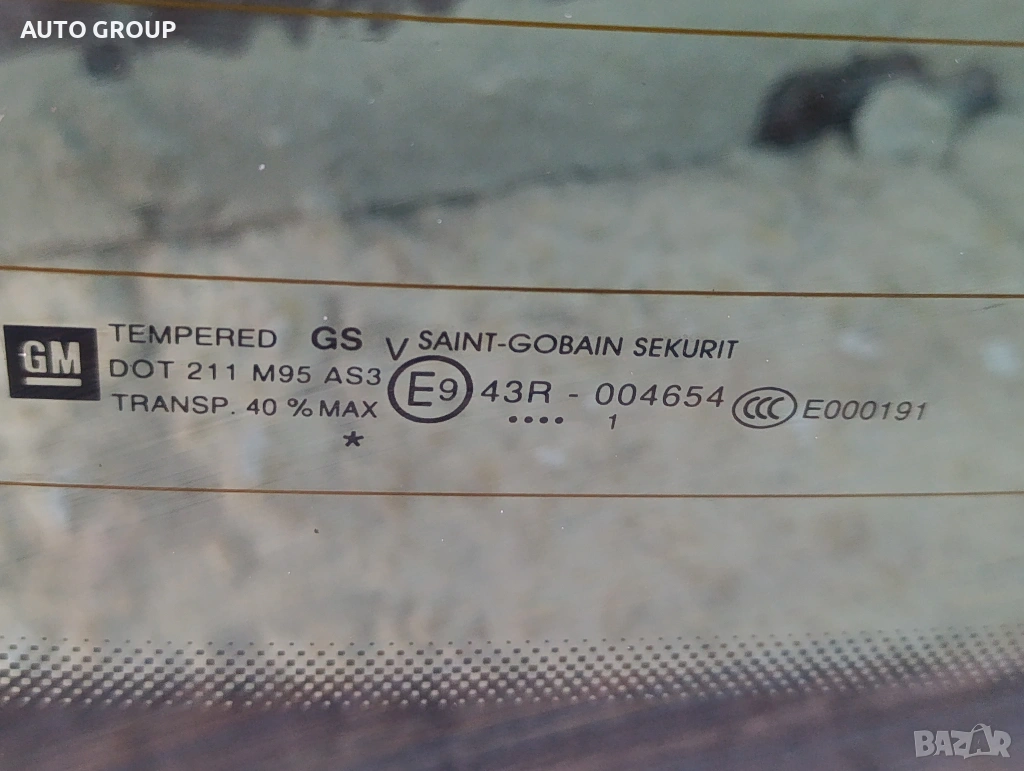 AUTO GROUP
GM
TEMPERED GS V SAINT-GOBAIN SEKURIT
DOT 211 M95 AS3 E9 43R - 004654 CCC E000191
TRANSP. 40 % MAX •••• 1
*
BAZAR